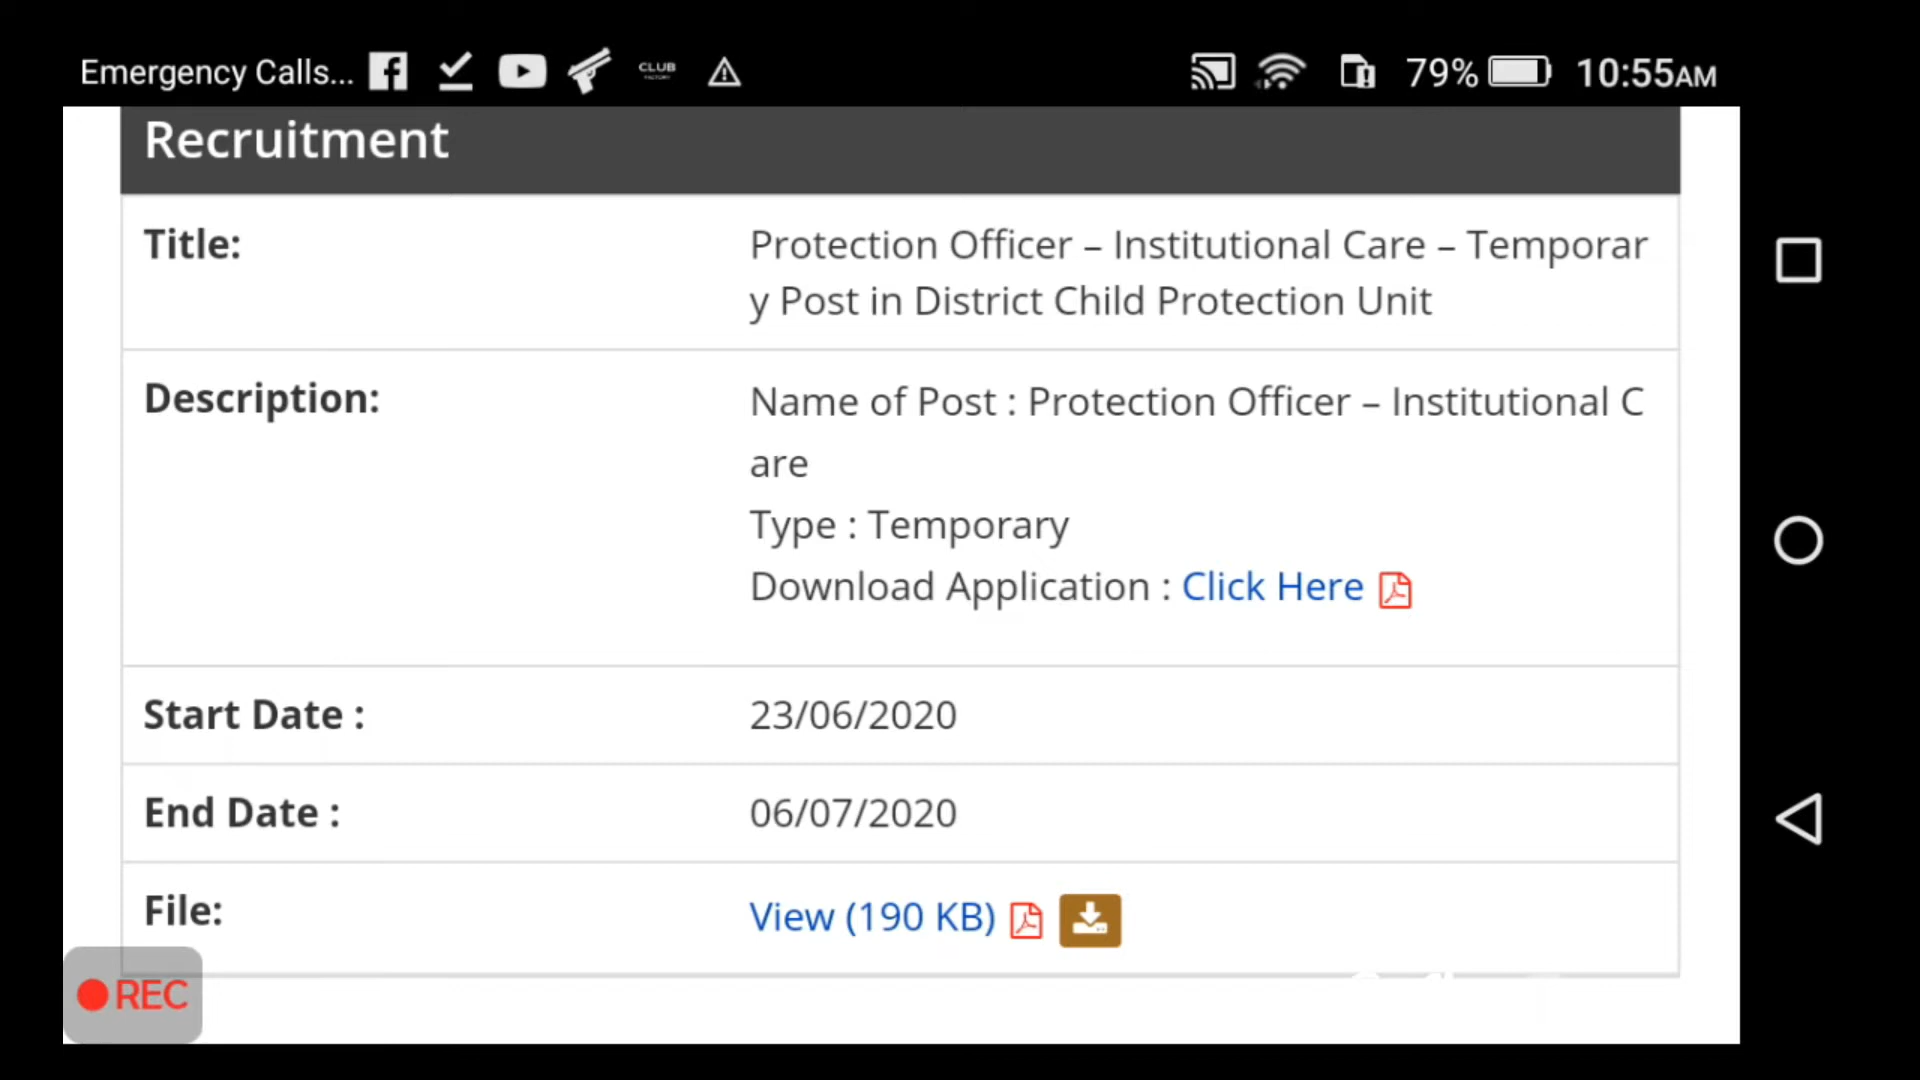 Emergency Calls... CLUB FACTORY 79% 10:55AM
Recruitment
Title:
Protection Officer – Institutional Care – Temporar
y Post in District Child Protection Unit
Description:
Name of Post : Protection Officer – Institutional C
are
Type : Temporary
Download Application : Click Here
Start Date :
23/06/2020
End Date :
06/07/2020
File:
View (190 KB)
REC